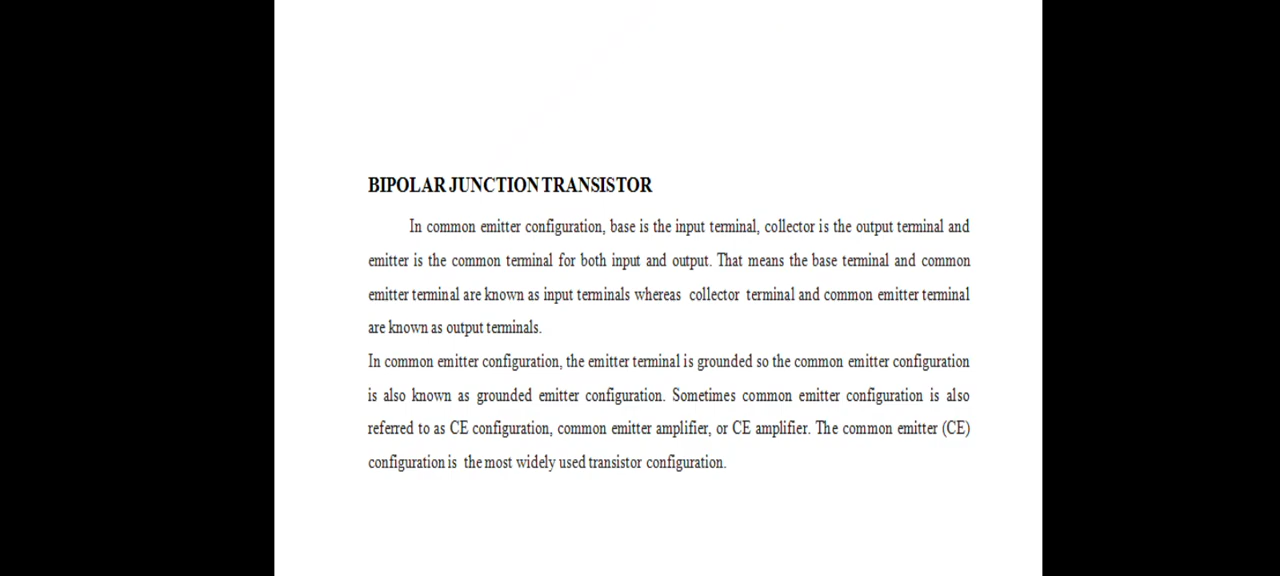 BIPOLAR JUNCTION TRANSISTOR
In common emitter configuration, base is the input terminal, collector is the output terminal and
emitter is the common terminal for both input and output. That means the base terminal and common
emitter terminal are known as input terminals whereas collector terminal and common emitter terminal
are known as output terminals.
In common emitter configuration, the emitter terminal is grounded so the common emitter configuration
is also known as grounded emitter configuration. Sometimes common emitter configuration is also
referred to as CE configuration, common emitter amplifier, or CE amplifier. The common emitter (CE)
configuration is the most widely used transistor configuration.